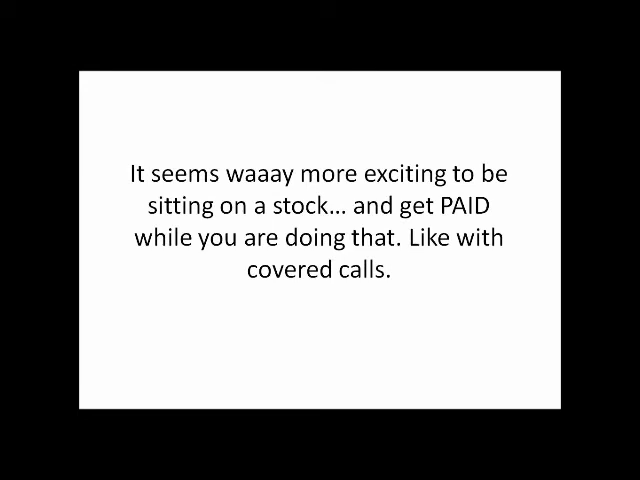 It seems waaay more exciting to be
sitting on a stock… and get PAID
while you are doing that. Like with
covered calls.